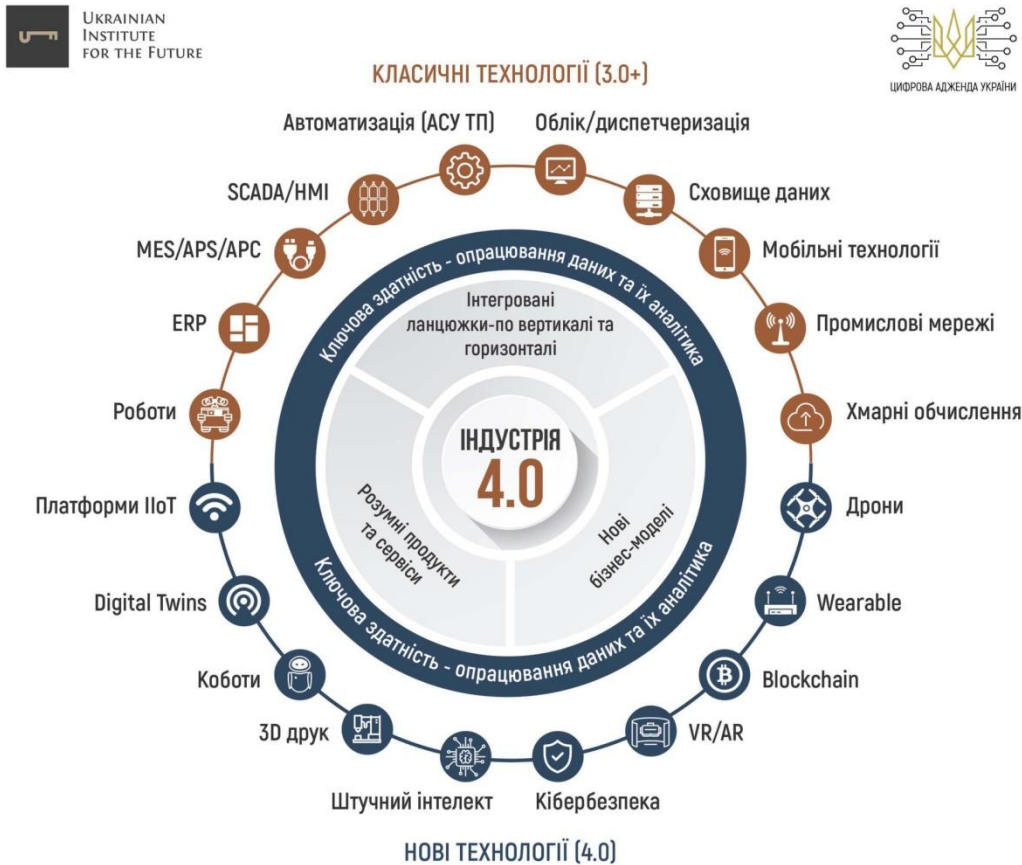 UKRAINIAN
INSTITUTE
FOR THE FUTURE
ЦИФРОВА АДЖЕНДА УКРАЇНИ
КЛАСИЧНІ ТЕХНОЛОГІЇ (3.0+)
Автоматизація (АСУ ТП)
Облік/диспетчеризація
SCADA/HMI
Сховище даних
MES/APS/APC
Мобільні технології
ERP
Промислові мережі
Роботи
Хмарні обчислення
Ключова здатність - опрацювання даних та їх аналітика
Інтегровані
ланцюжки-по вертикалі та
горизонталі
ІНДУСТРІЯ
4.0
Розумні продукти
та сервіси
Нові
бізнес-моделі
Ключова здатність - опрацювання даних та їх аналітика
Платформи IIoT
Дрони
Digital Twins
Wearable
Коботи
Blockchain
3D друк
VR/AR
Штучний інтелект
Кібербезпека
НОВІ ТЕХНОЛОГІЇ (4.0)